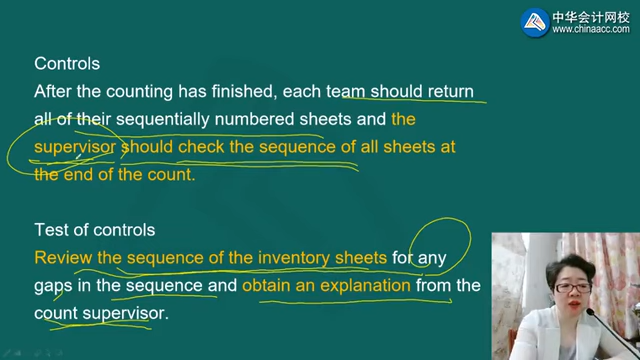 中华会计网校
www.chinaacc.com
Controls
After the counting has finished, each team should return
all of their sequentially numbered sheets and the
supervisor should check the sequence of all sheets at
the end of the count.
Test of controls
Review the sequence of the inventory sheets for any
gaps in the sequence and obtain an explanation from the
count supervisor.